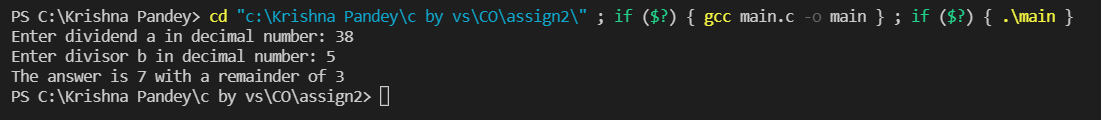 PS C:\Krishna Pandey> cd "c:\Krishna Pandey\c by vs\CO\assign2\" ; if ($?) { gcc main.c -o main } ; if ($?) { .\main }
Enter dividend a in decimal number: 38
Enter divisor b in decimal number: 5
The answer is 7 with a remainder of 3
PS C:\Krishna Pandey\c by vs\CO\assign2>